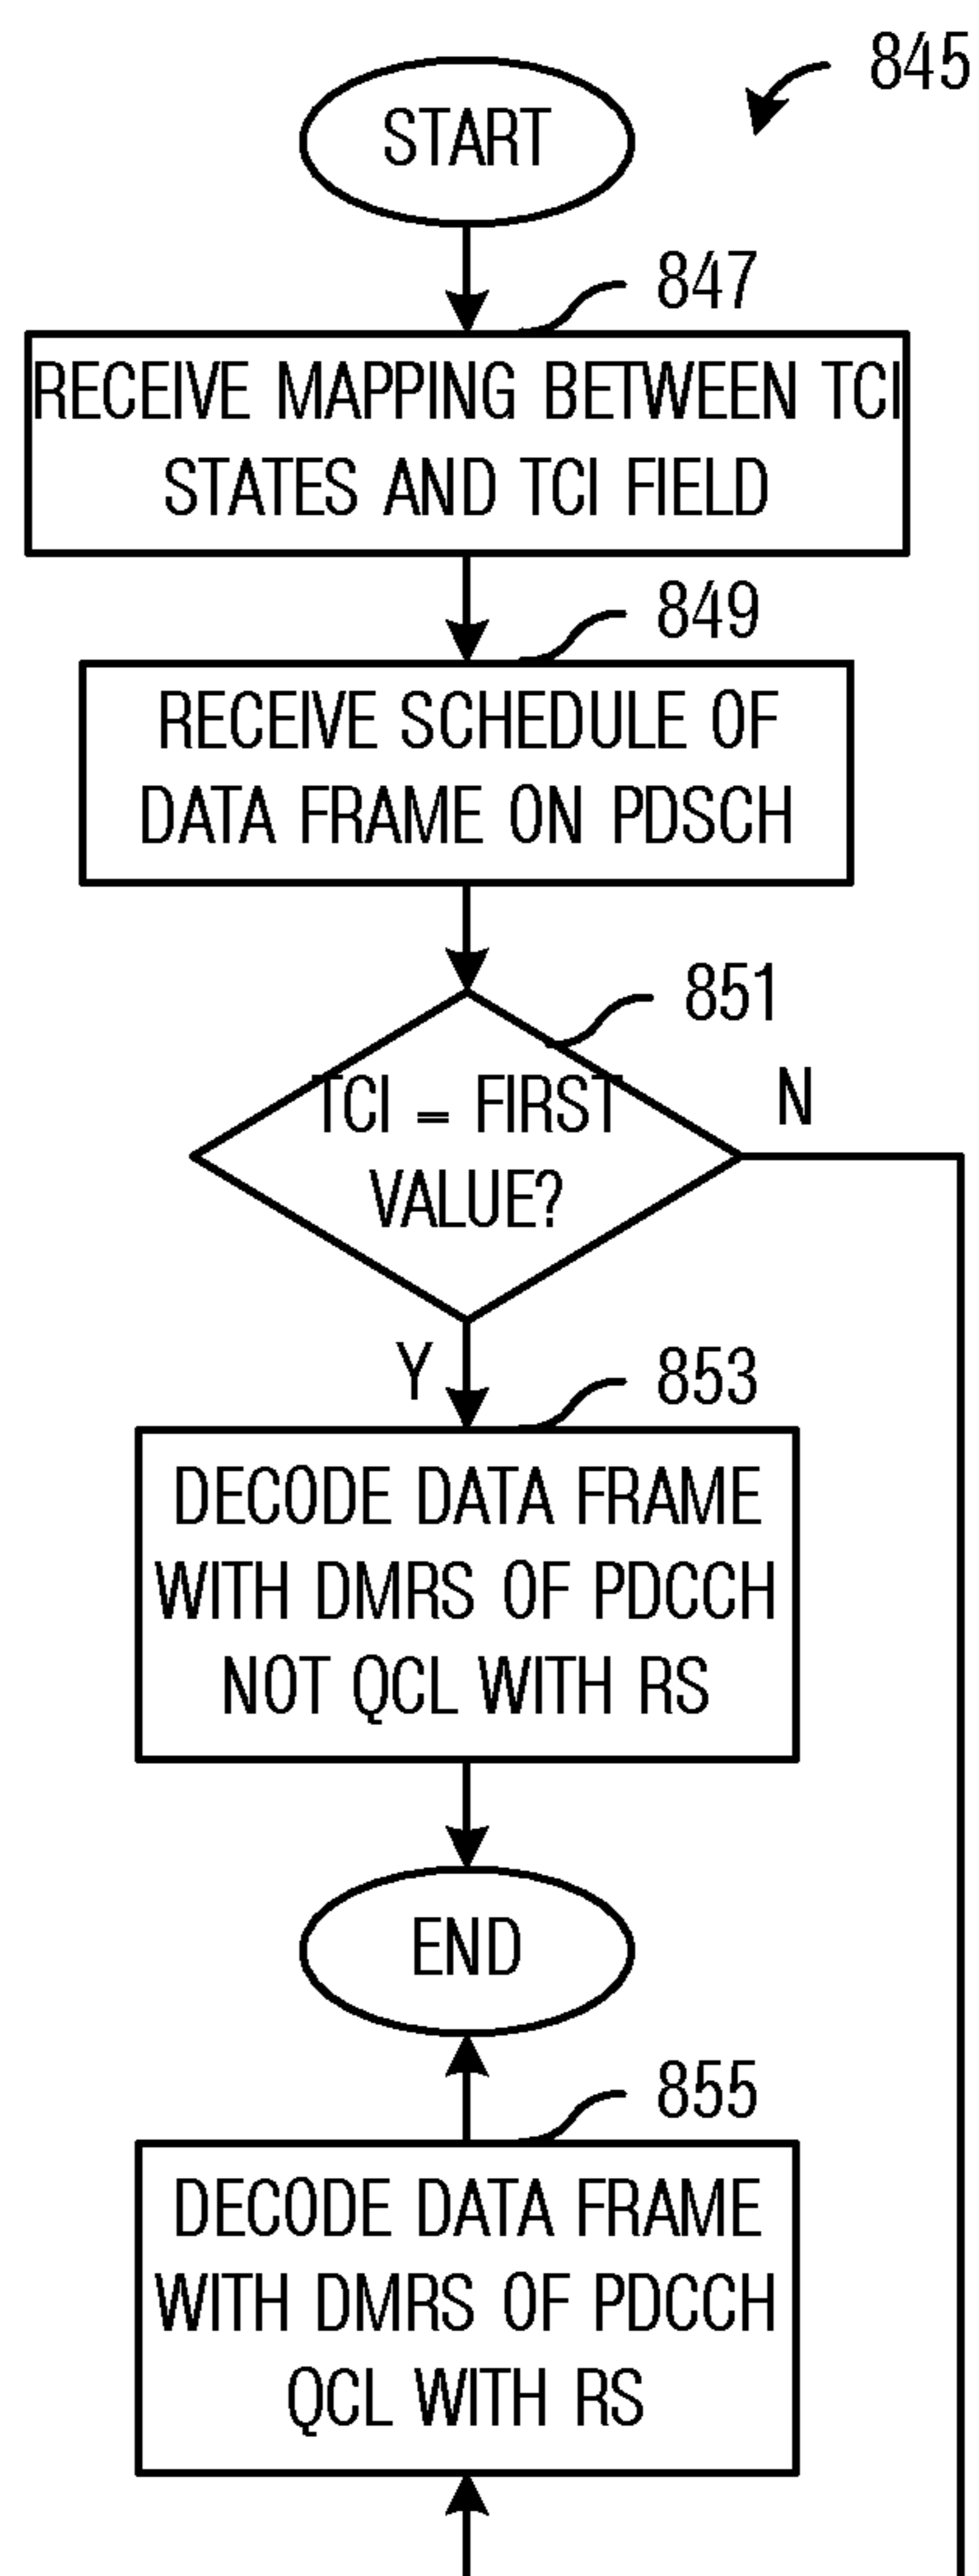 845
START
847
RECEIVE MAPPING BETWEEN TCI
STATES AND TCI FIELD
849
RECEIVE SCHEDULE OF
DATA FRAME ON PDSCH
851
TCI = FIRST
VALUE?
N
Y
853
DECODE DATA FRAME
WITH DMRS OF PDCCH
NOT QCL WITH RS
END
855
DECODE DATA FRAME
WITH DMRS OF PDCCH
QCL WITH RS